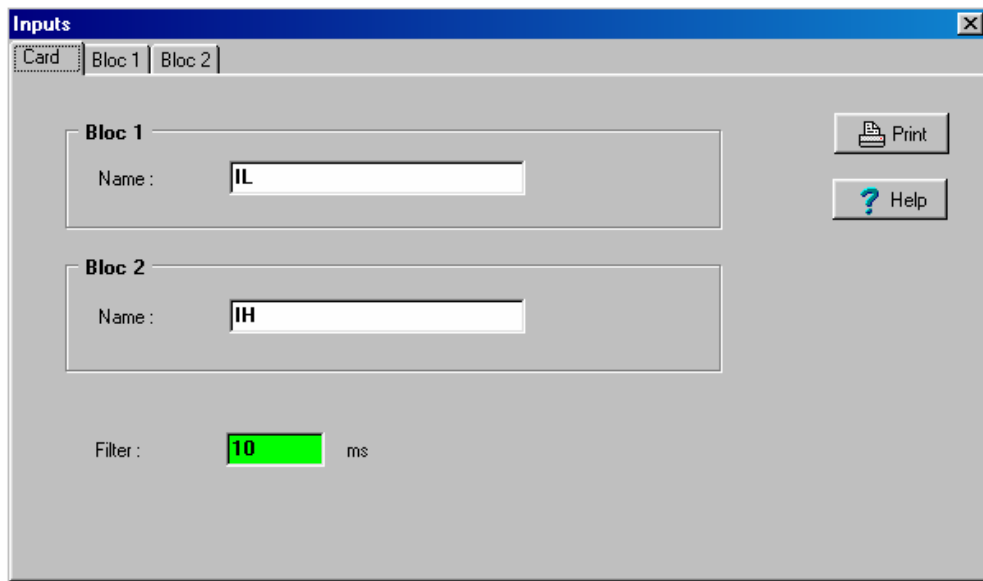 Inputs
Card Bloc 1 Bloc 2
Bloc 1
Name : IL
Print
Help
Bloc 2
Name : IH
Filter : 10 ms